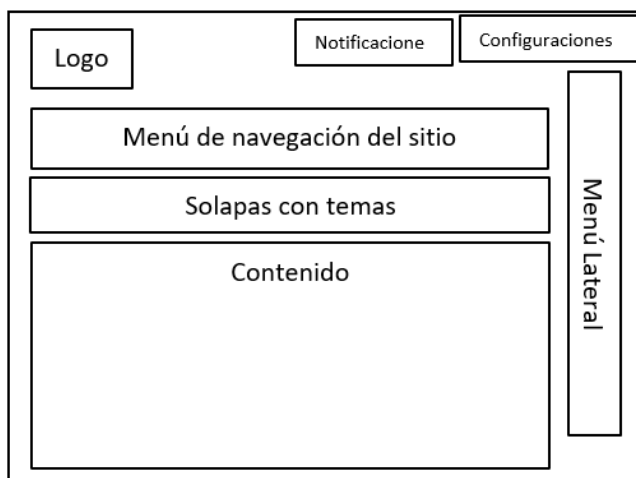 Logo
Notificacione
Configuraciones
Menú de navegación del sitio
Solapas con temas
Contenido
Menú Lateral